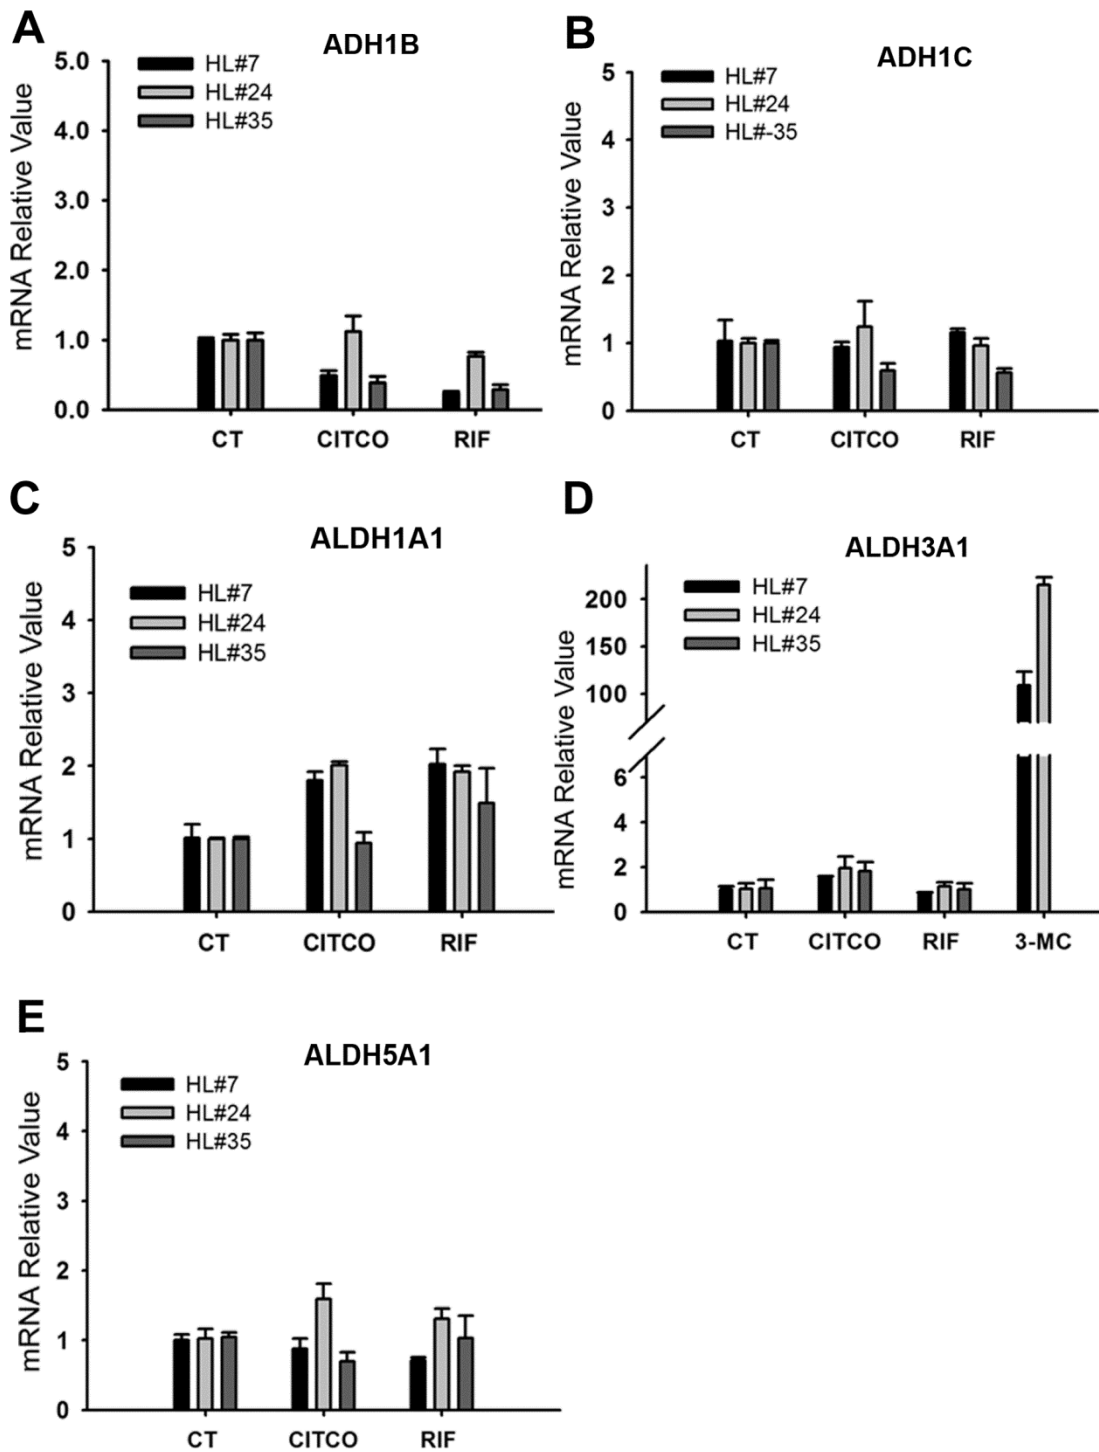 A
ADH1B
mRNA Relative Value
5.0
4.0
3.0
2.0
1.0
0.0
HL#7
HL#24
HL#35
CT
CITCO
RIF
B
ADH1C
mRNA Relative Value
5
4
3
2
1
0
HL#7
HL#24
HL#-35
CT
CITCO
RIF
C
ALDH1A1
mRNA Relative Value
5
4
3
2
1
0
HL#7
HL#24
HL#35
CT
CITCO
RIF
D
ALDH3A1
mRNA Relative Value
200
150
100
6
4
2
0
HL#7
HL#24
HL#35
CT
CITCO
RIF
3-MC
E
ALDH5A1
mRNA Relative Value
5
4
3
2
1
0
HL#7
HL#24
HL#35
CT
CITCO
RIF